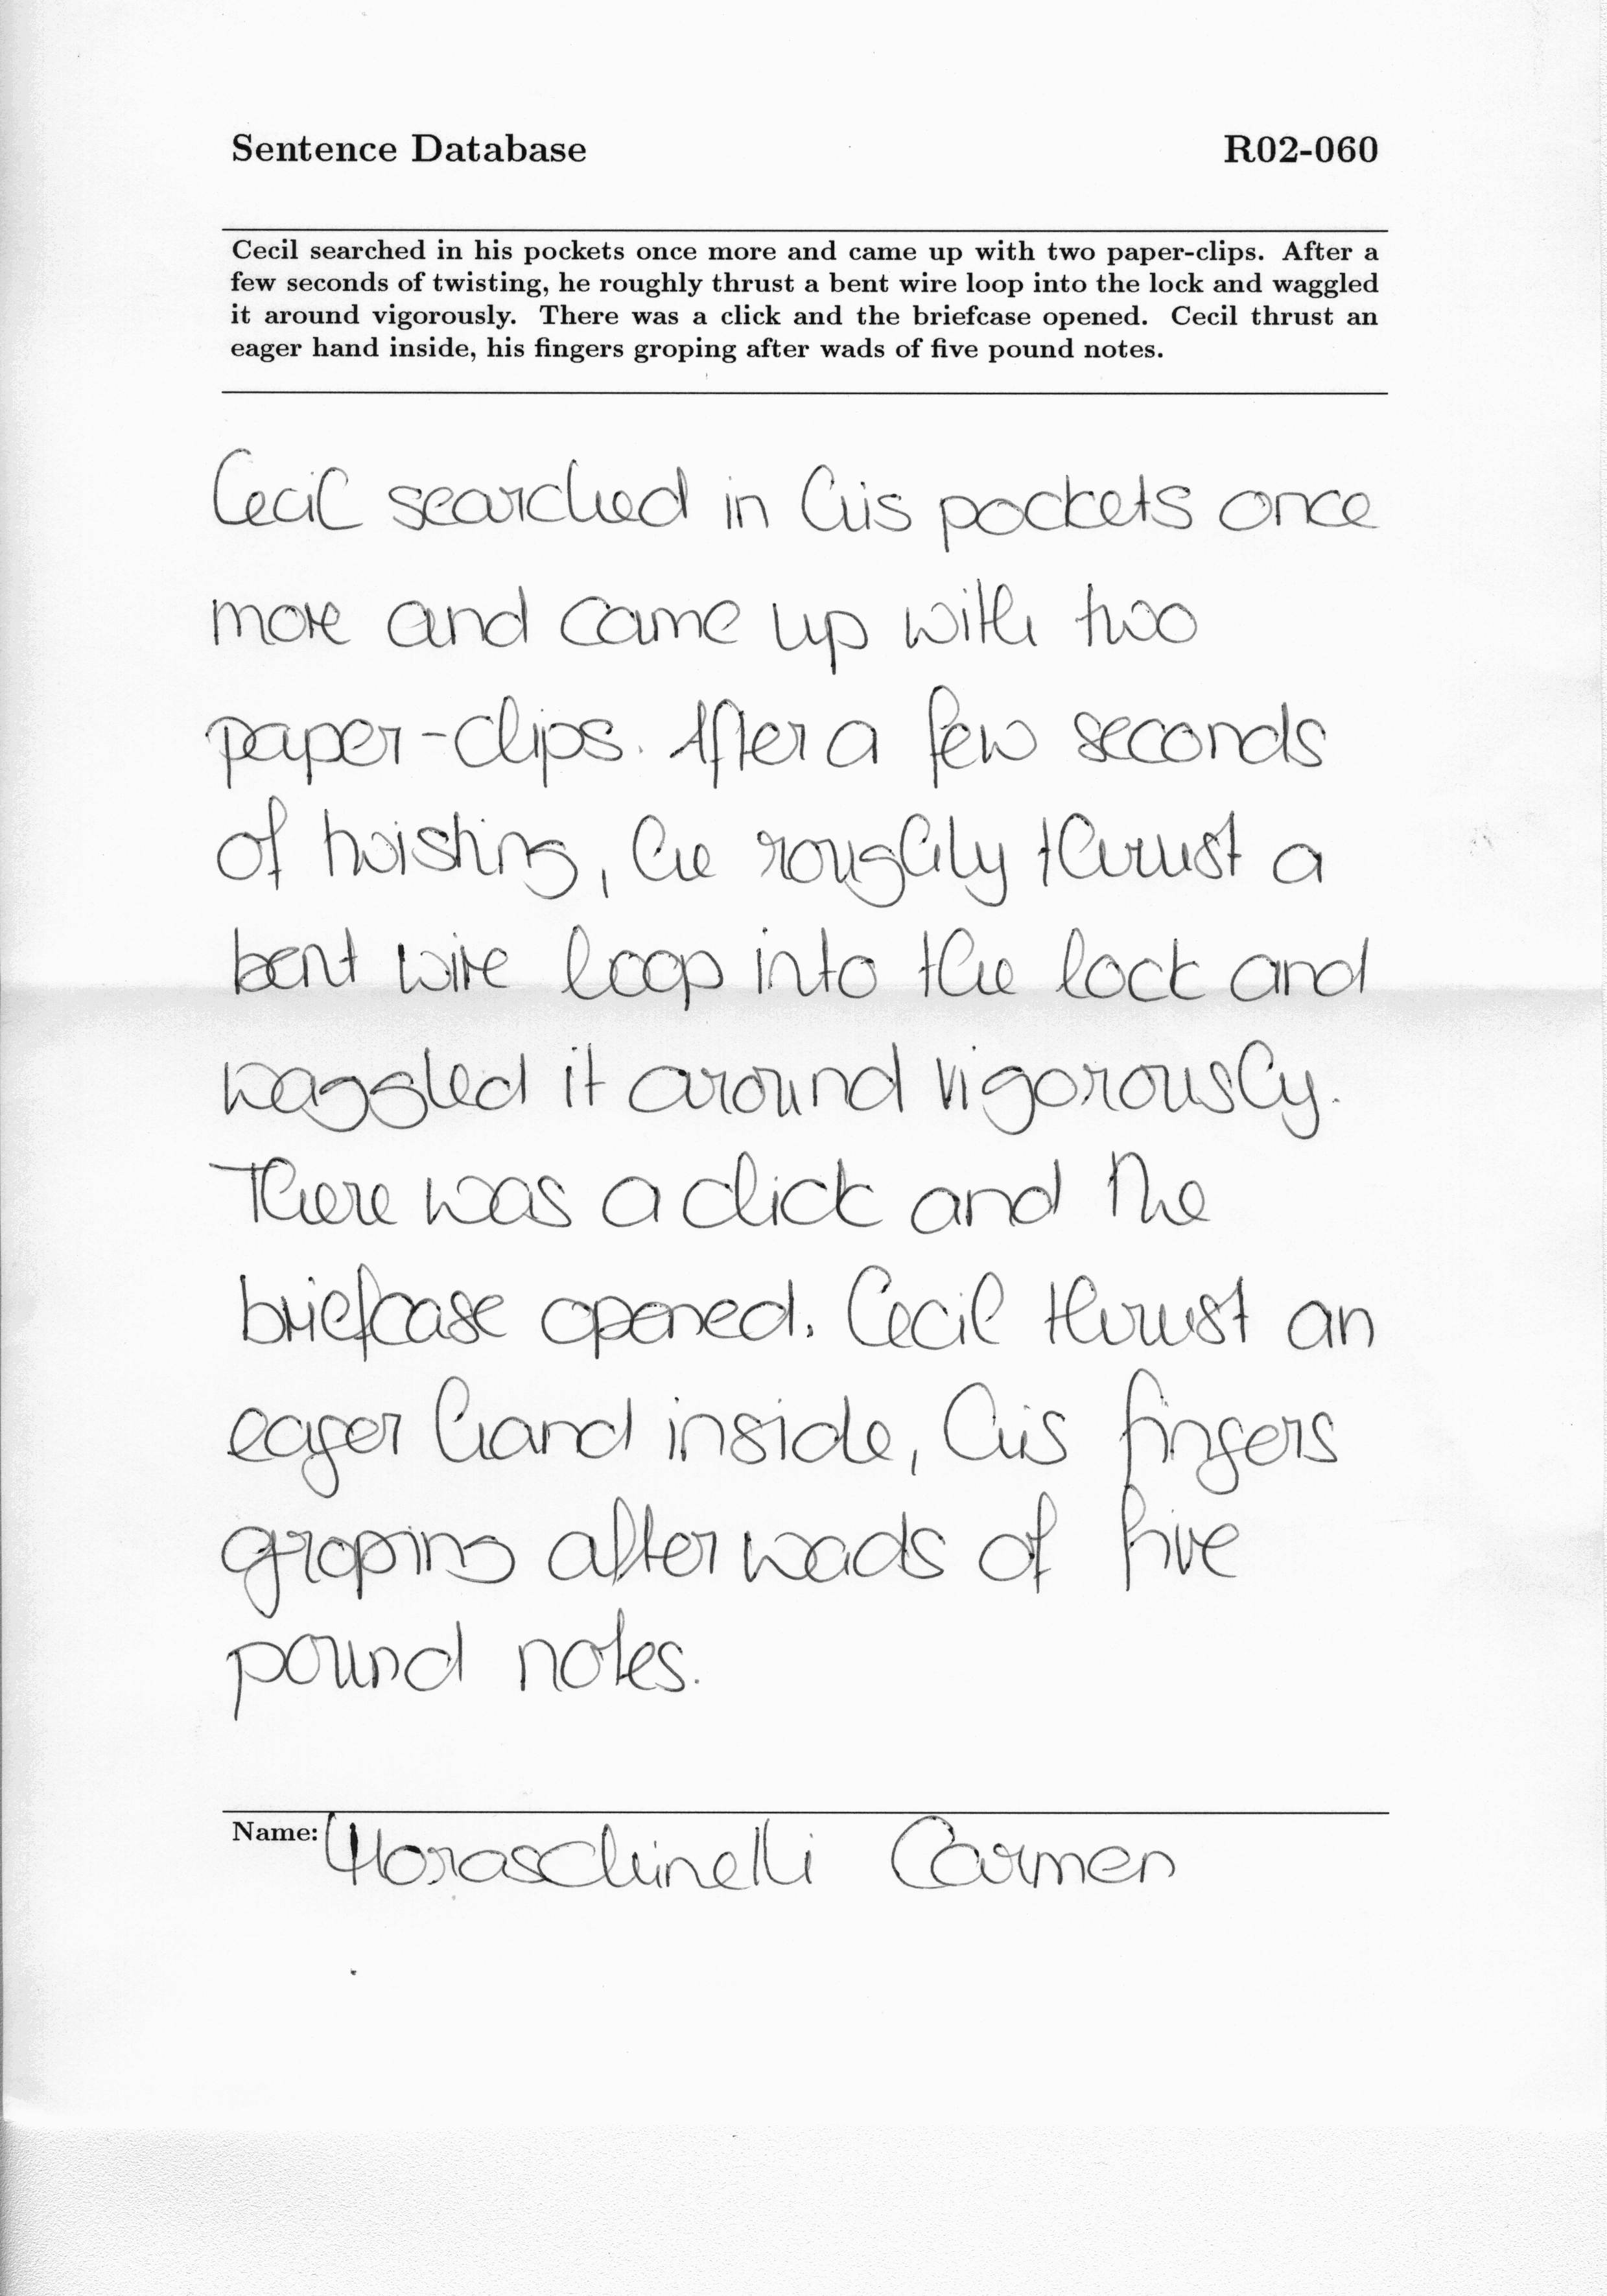 Sentence Database R02-060
Cecil searched in his pockets once more and came up with two paper-clips. After a
few seconds of twisting, he roughly thrust a bent wire loop into the lock and waggled
it around vigorously. There was a click and the briefcase opened. Cecil thrust an
eager hand inside, his fingers groping after wads of five pound notes.
Cecil searched in his pockets once
more and came up with two
paper-clips. After a few seconds
of twisting, he roughly thrust a
bent wire loop into the lock and
waggled it around vigorously.
There was a click and the
briefcase opened. Cecil thrust an
eager hand inside, his fingers
groping after wads of five
pound notes.
Name: Moraschinelli Carmen